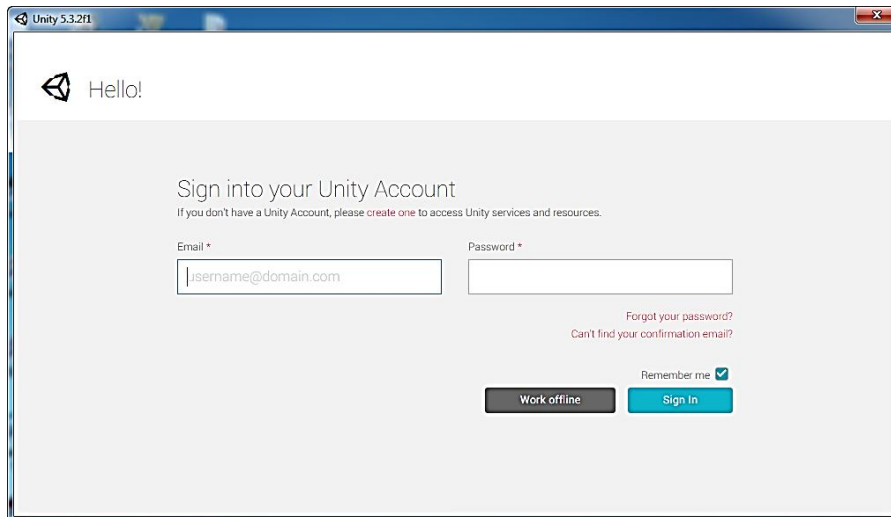 Unity 5.3.2f1
Hello!
Sign into your Unity Account
If you don't have a Unity Account, please create one to access Unity services and resources.
Email * Password *
username@domain.com
Forgot your password?
Can't find your confirmation email?
Remember me
Work offline Sign In